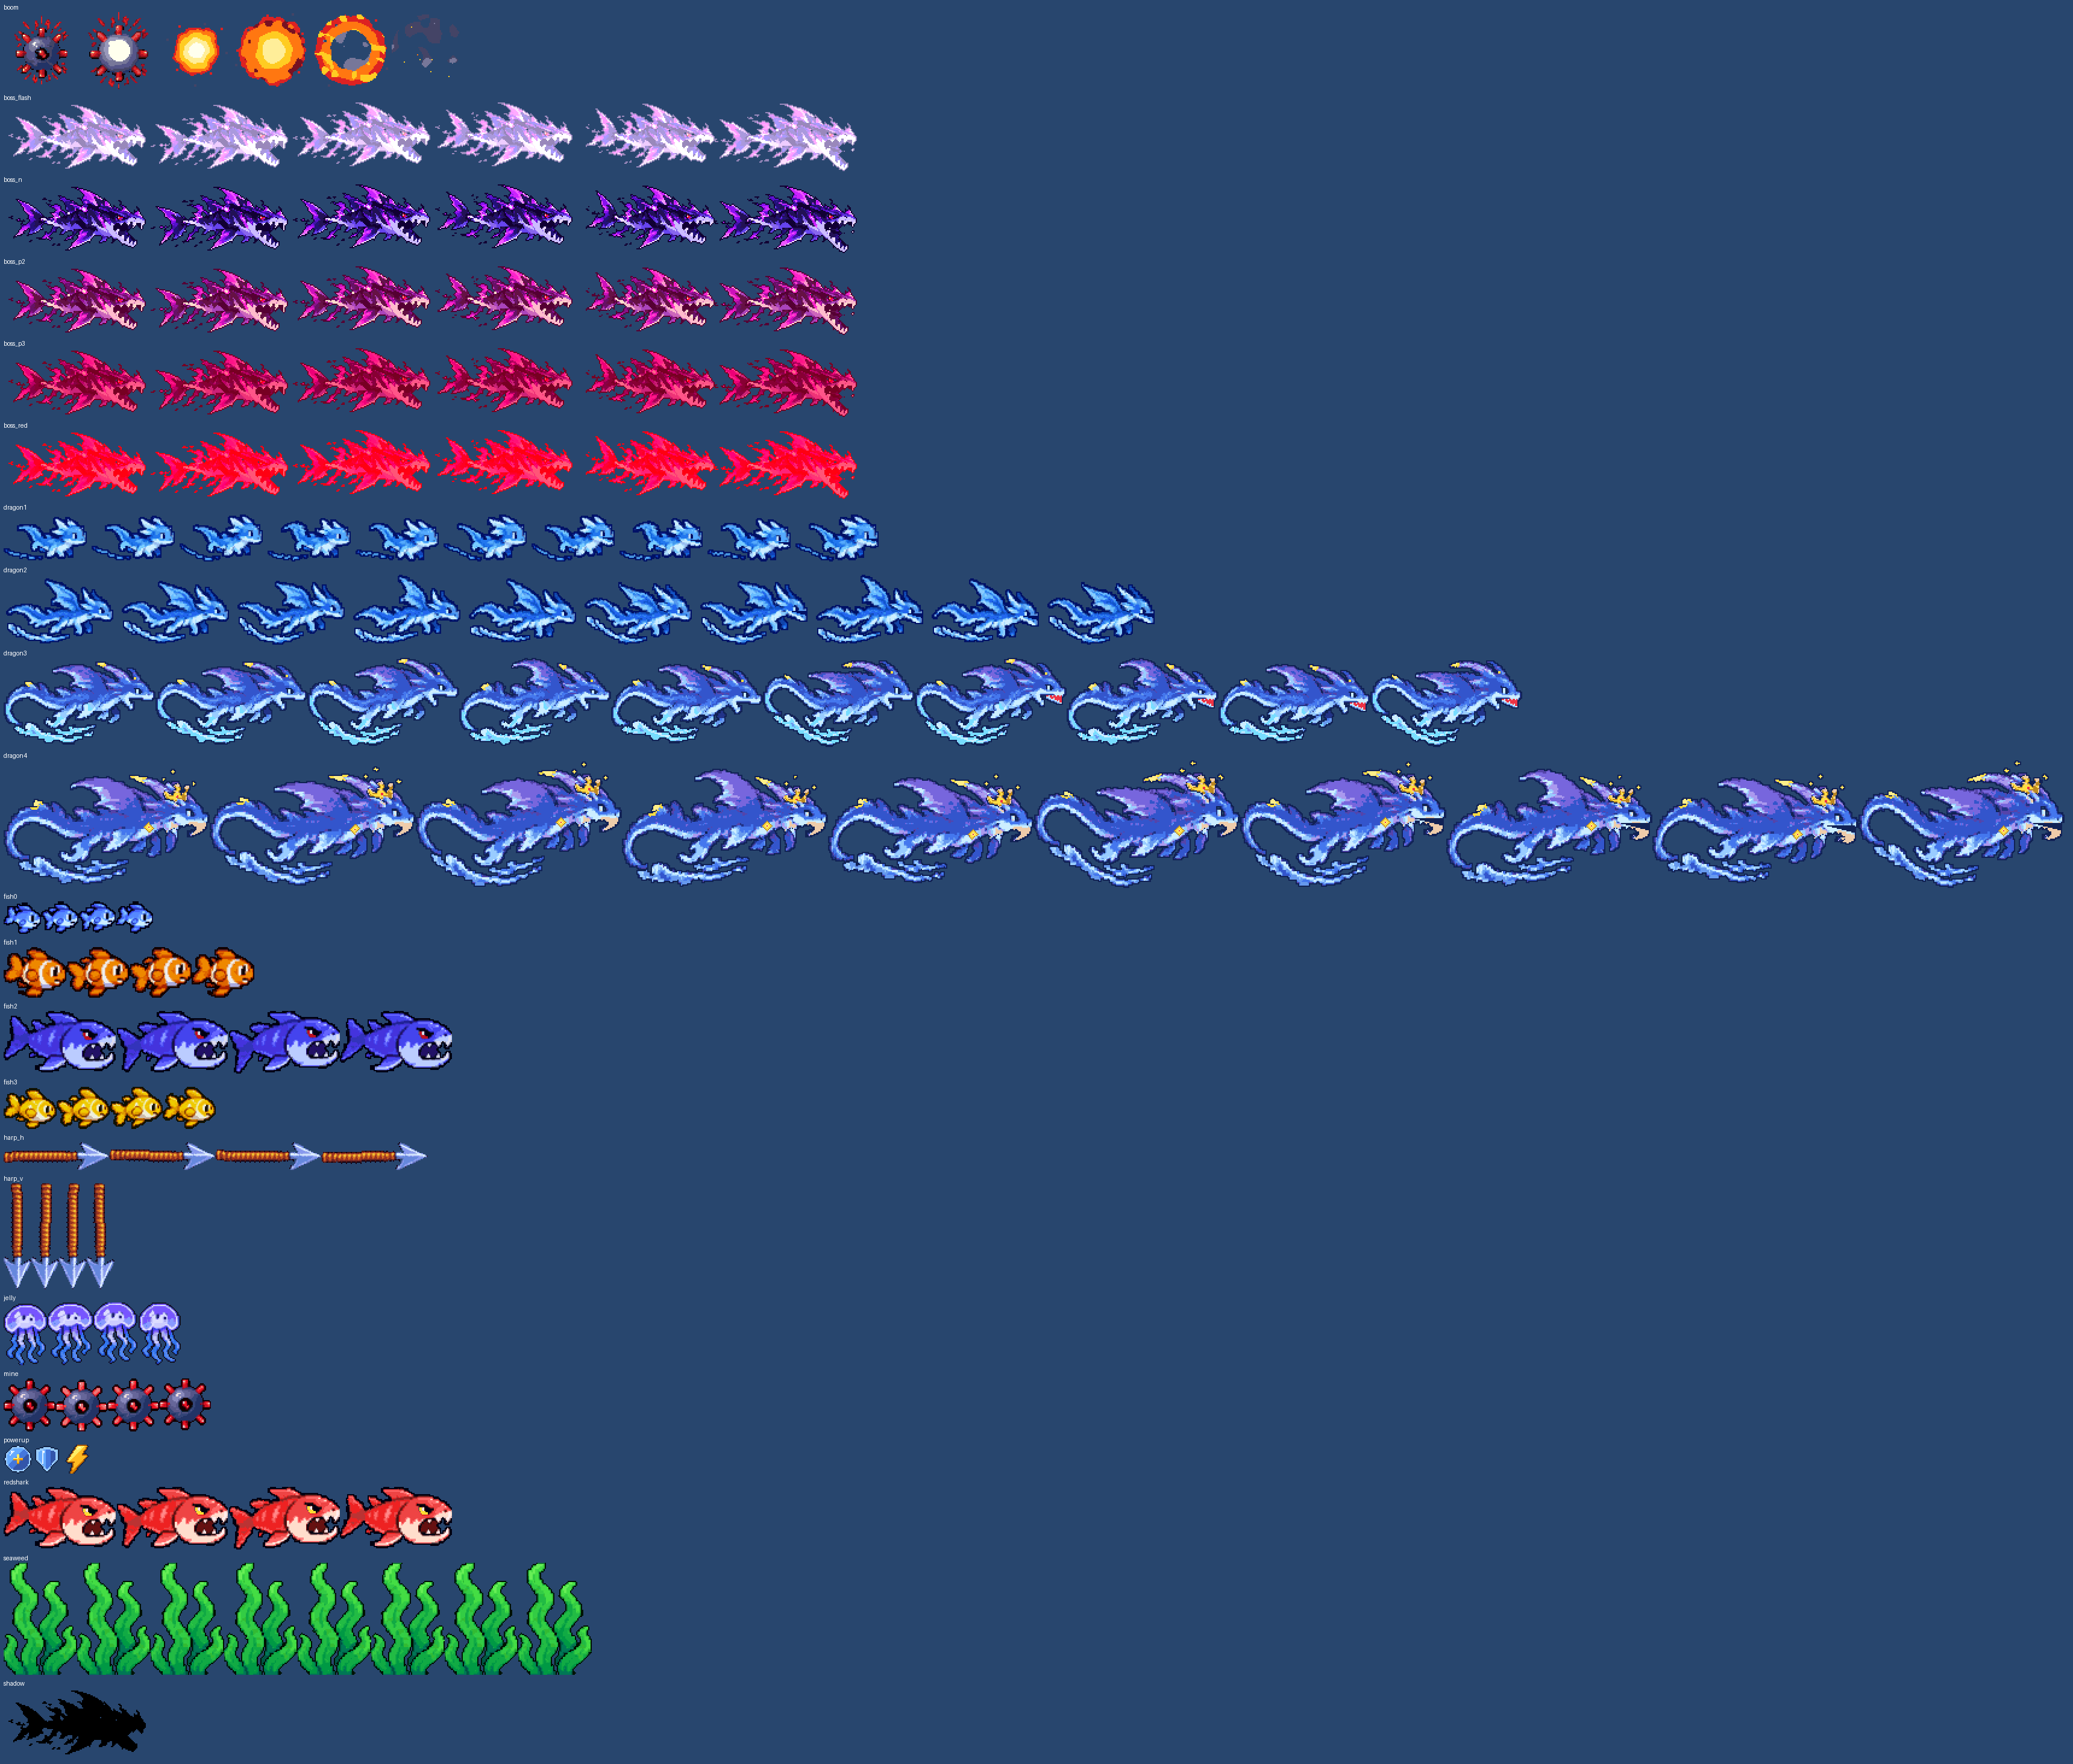 boom
boss_flash
boss_n
boss_p2
boss_p3
boss_red
dragon1
dragon2
dragon3
dragon4
fish0
fish1
fish2
fish3
harp_h
harp_v
jelly
mine
powerup
redshark
seaweed
shadow